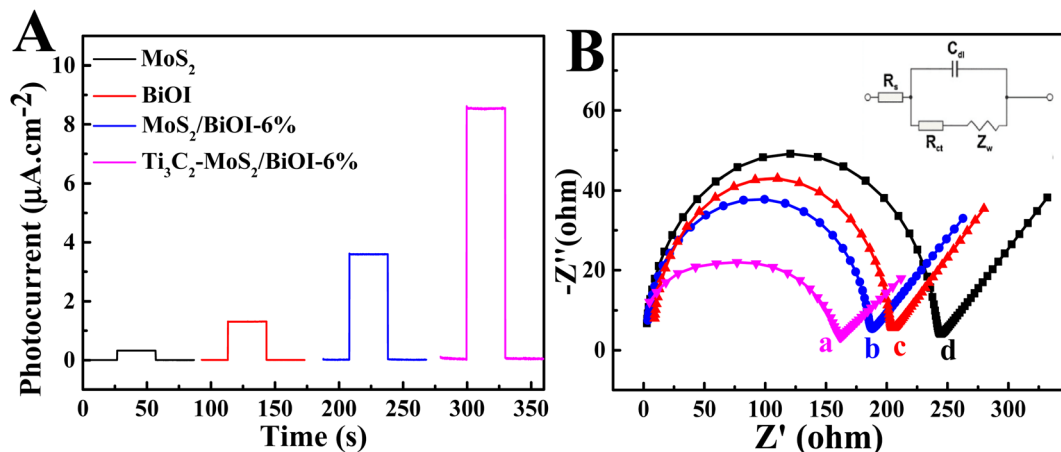 A
Photocurrent (μA.cm-2)
10
8
6
4
2
0
MoS2
BiOI
MoS2/BiOI-6%
Ti3C2-MoS2/BiOI-6%
0 50 100 150 200 250 300 350
Time (s)
B
-Z''(ohm)
80
60
40
20
0
Cdl
Rs
Rct Zw
a b c d
0 50 100 150 200 250 300
Z' (ohm)